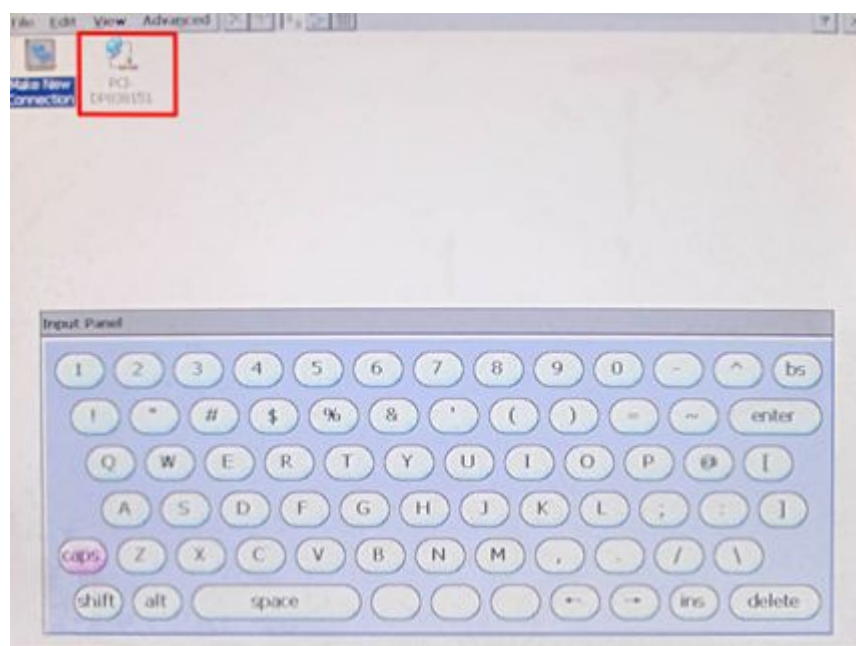 File Edit View Advanced ? ×
Make New
Connection
PCI-
Input Panel
1 2 3 4 5 6 7 8 9 0 - ^ bs
! " # $ % & ' ( ) = ~ enter
Q W E R T Y U I O P @ [
A S D F G H J K L ; : ]
caps Z X C V B N M , . / \
shift alt space ← → ins delete